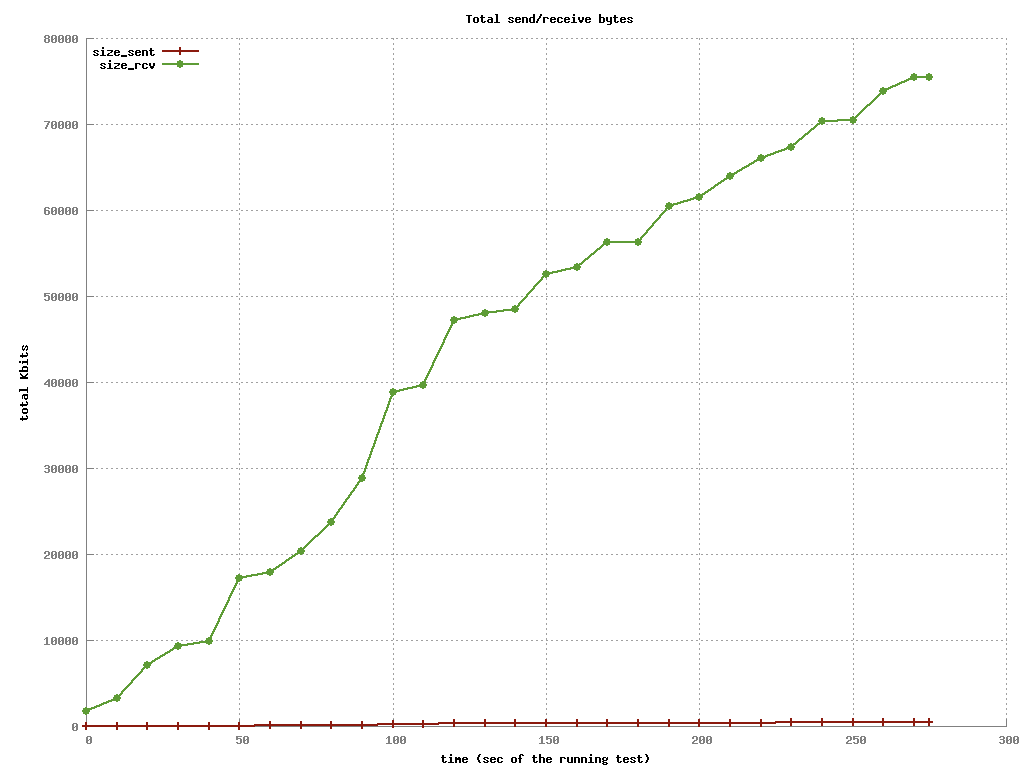 Total send/receive bytes
80000
size_sent
size_rcv
70000
60000
50000
total Kbits
40000
30000
20000
10000
0
0 50 100 150 200 250 300
time (sec of the running test)